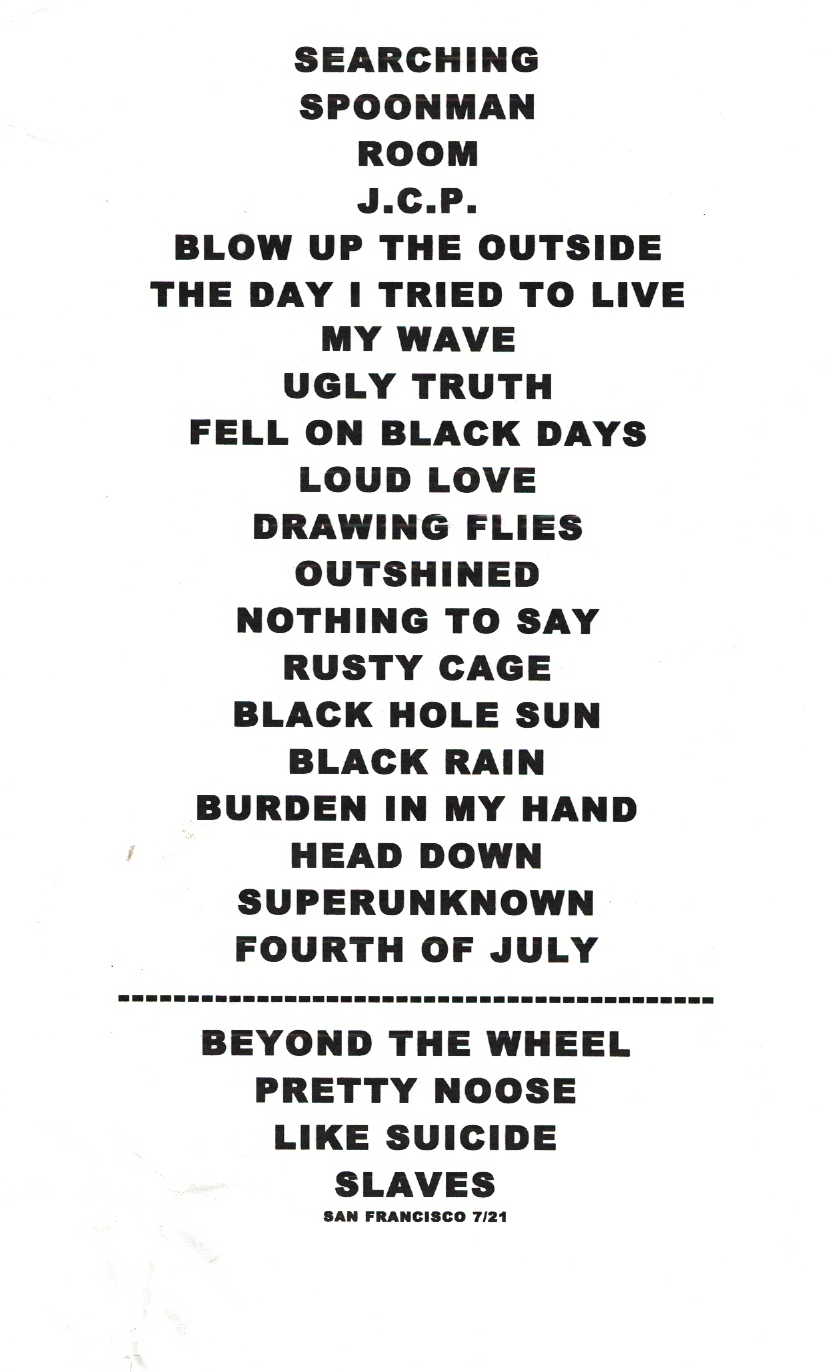 SEARCHING
SPOONMAN
ROOM
J.C.P.
BLOW UP THE OUTSIDE
THE DAY I TRIED TO LIVE
MY WAVE
UGLY TRUTH
FELL ON BLACK DAYS
LOUD LOVE
DRAWING FLIES
OUTSHINED
NOTHING TO SAY
RUSTY CAGE
BLACK HOLE SUN
BLACK RAIN
BURDEN IN MY HAND
HEAD DOWN
SUPERUNKNOWN
FOURTH OF JULY
-------------------------------------------
BEYOND THE WHEEL
PRETTY NOOSE
LIKE SUICIDE
SLAVES
SAN FRANCISCO 7/21